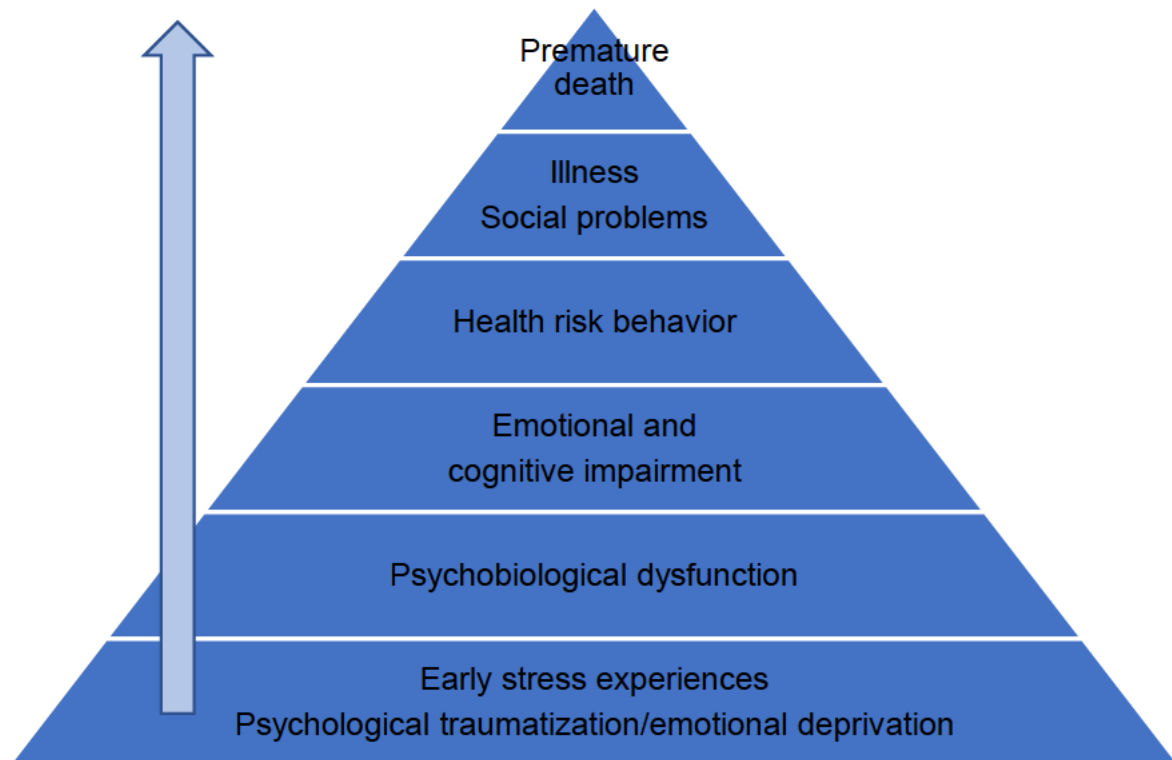 Premature
death
Illness
Social problems
Health risk behavior
Emotional and
cognitive impairment
Psychobiological dysfunction
Early stress experiences
Psychological traumatization/emotional deprivation